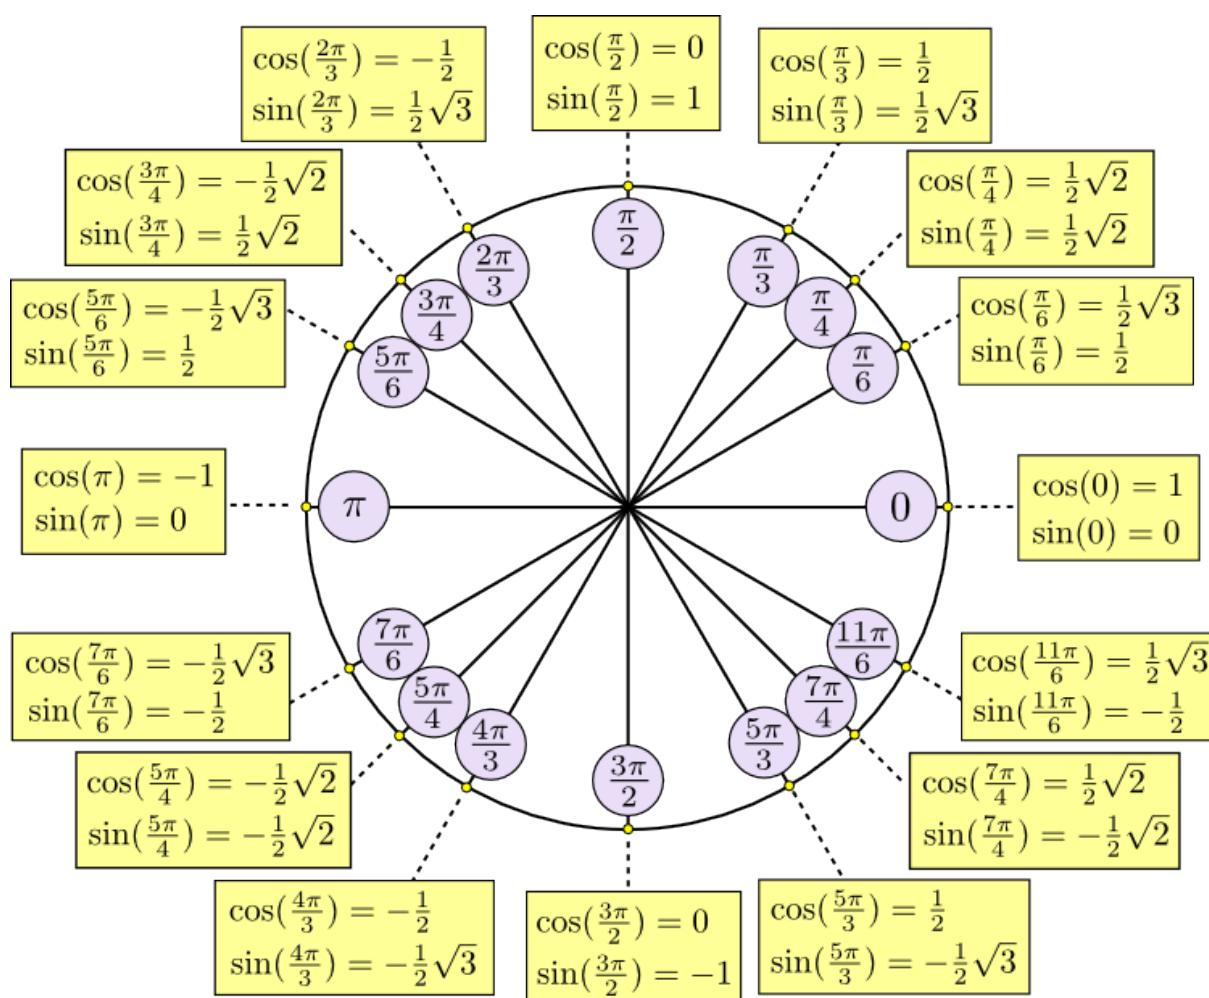 cos(π/2) = 0
sin(π/2) = 1
cos(2π/3) = −1/2
sin(2π/3) = 1/2√3
cos(π/3) = 1/2
sin(π/3) = 1/2√3
cos(3π/4) = −1/2√2
sin(3π/4) = 1/2√2
cos(π/4) = 1/2√2
sin(π/4) = 1/2√2
cos(5π/6) = −1/2√3
sin(5π/6) = 1/2
cos(π/6) = 1/2√3
sin(π/6) = 1/2
π/2
2π/3
π/3
3π/4
π/4
5π/6
π/6
cos(π) = −1
sin(π) = 0
π
0
cos(0) = 1
sin(0) = 0
7π/6
11π/6
5π/4
7π/4
4π/3
5π/3
3π/2
cos(7π/6) = −1/2√3
sin(7π/6) = −1/2
cos(11π/6) = 1/2√3
sin(11π/6) = −1/2
cos(5π/4) = −1/2√2
sin(5π/4) = −1/2√2
cos(7π/4) = 1/2√2
sin(7π/4) = −1/2√2
cos(4π/3) = −1/2
sin(4π/3) = −1/2√3
cos(3π/2) = 0
sin(3π/2) = −1
cos(5π/3) = 1/2
sin(5π/3) = −1/2√3